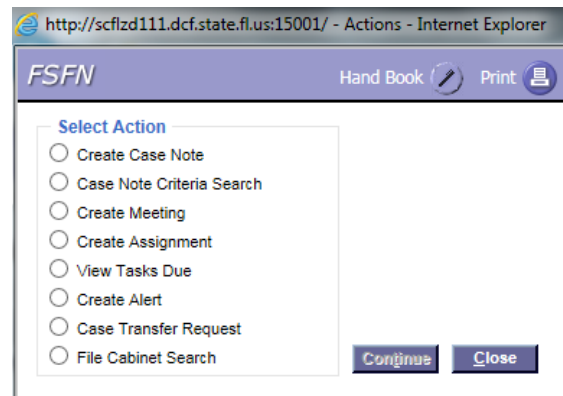 http://scflzd111.dcf.state.fl.us:15001/ - Actions - Internet Explorer
FSFN Hand Book Print
Select Action
Create Case Note
Case Note Criteria Search
Create Meeting
Create Assignment
View Tasks Due
Create Alert
Case Transfer Request
File Cabinet Search Continue Close